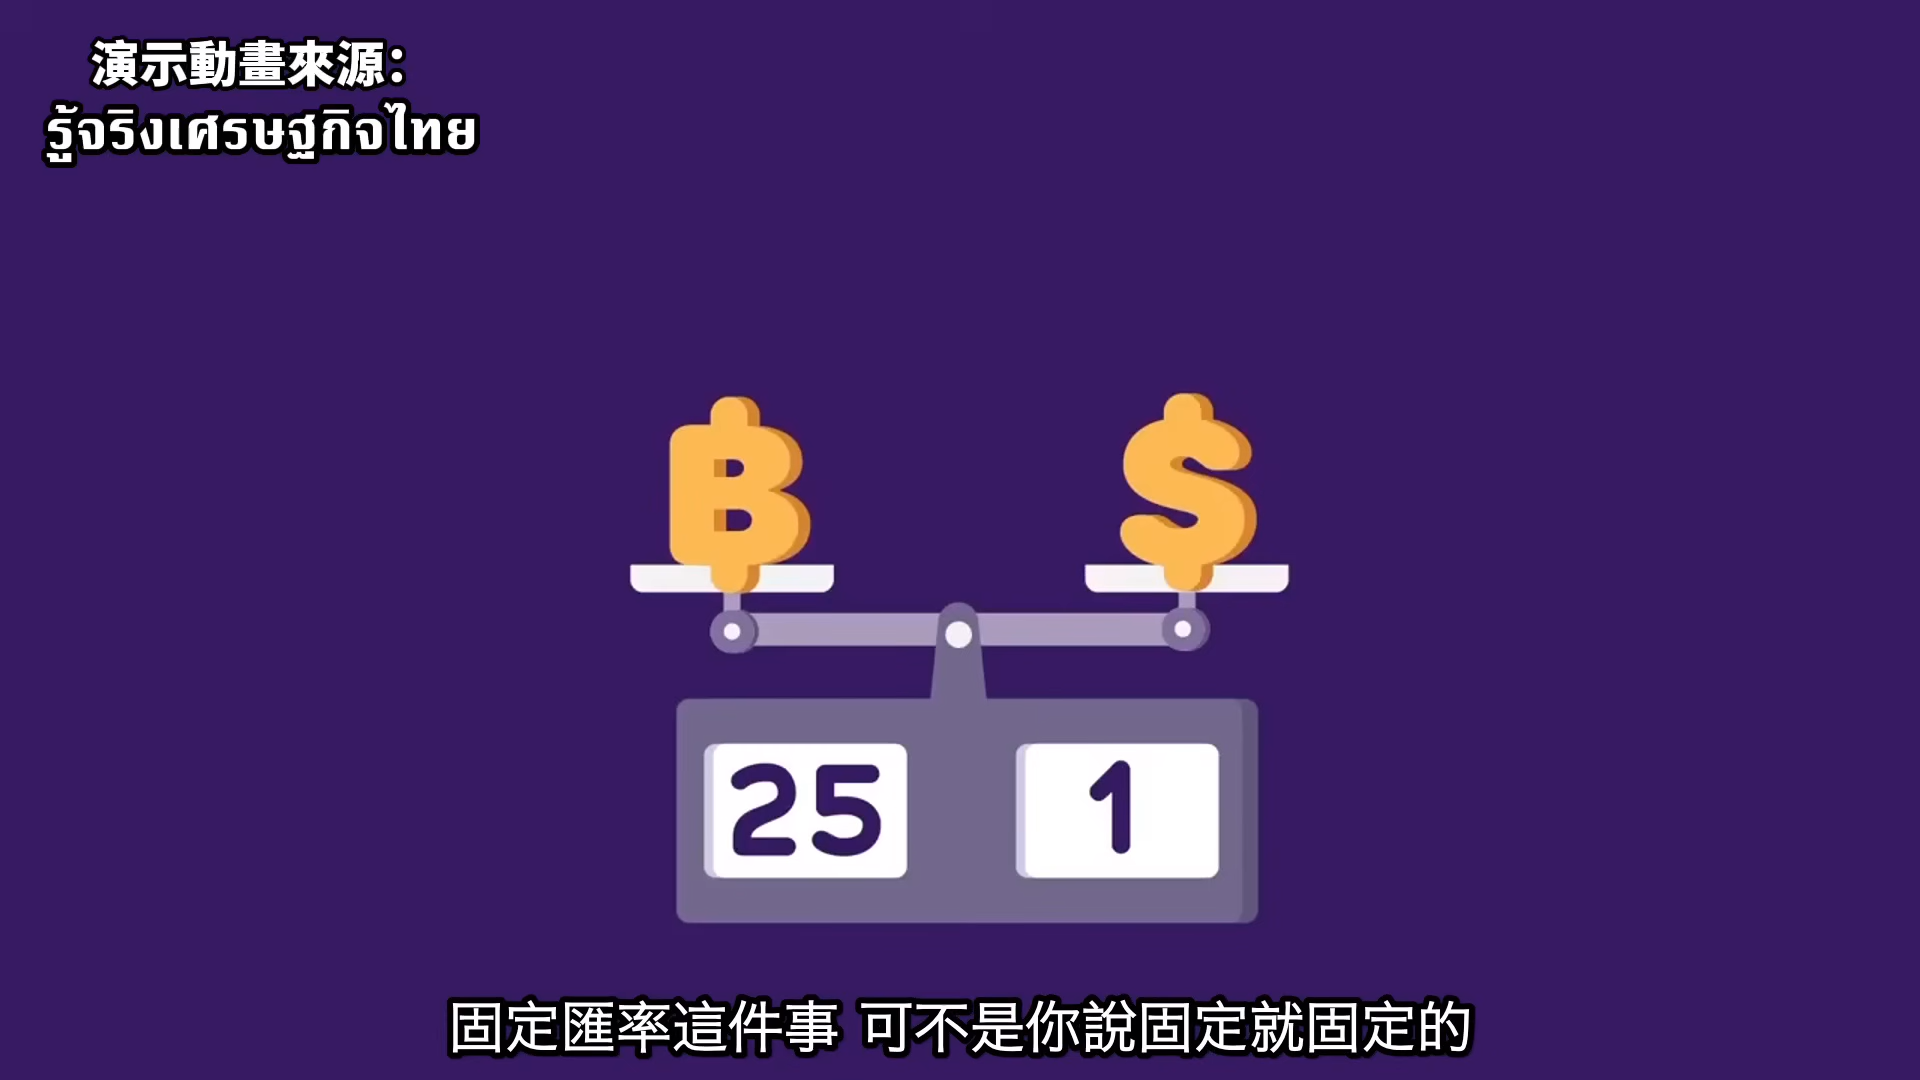 演示動畫來源：
รู้จริงเศรษฐกิจไทย
฿ $
25 1
固定匯率這件事 可不是你說固定就固定的